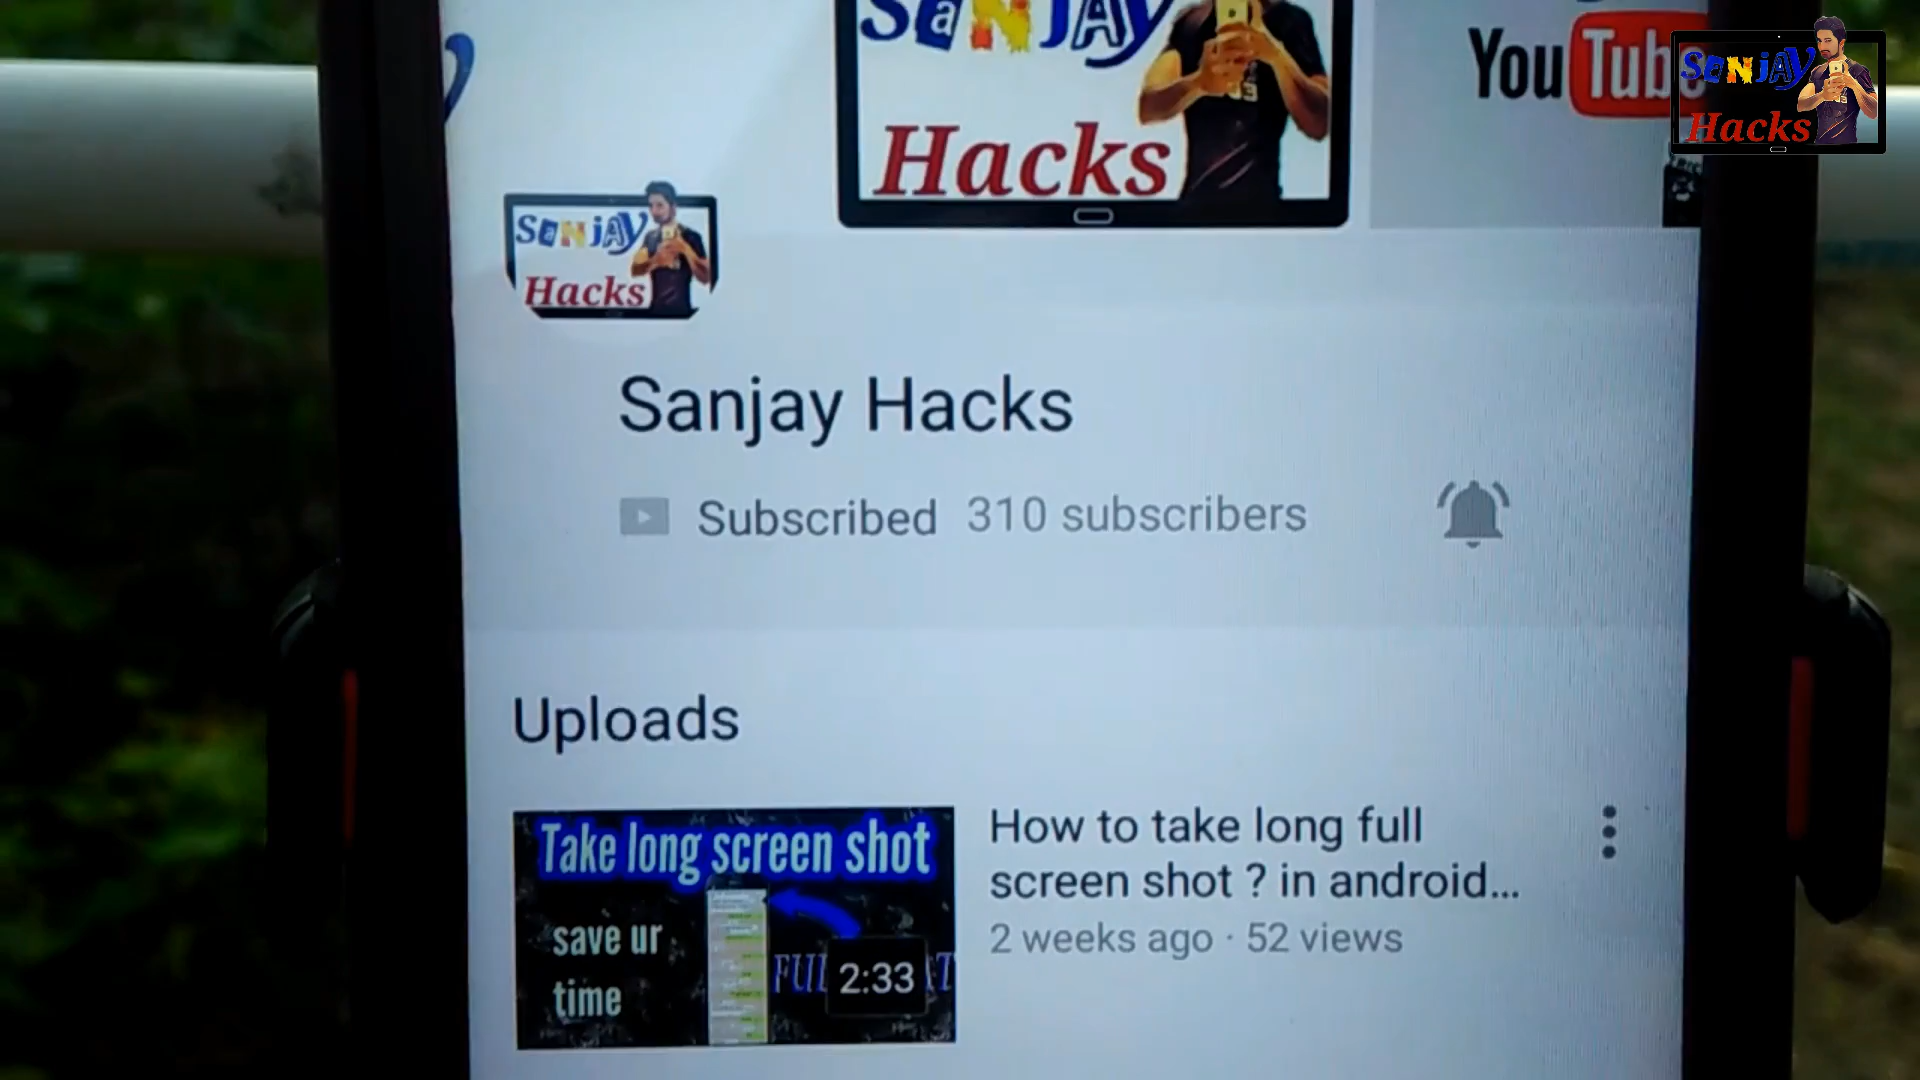 SaNjAy
Hacks
YouTube
SaNjAy
Hacks
SaNjAy
Hacks
Sanjay Hacks
Subscribed 310 subscribers
Uploads
Take long screen shot
save ur
time
2:33
How to take long full
screen shot ? in android...
2 weeks ago · 52 views